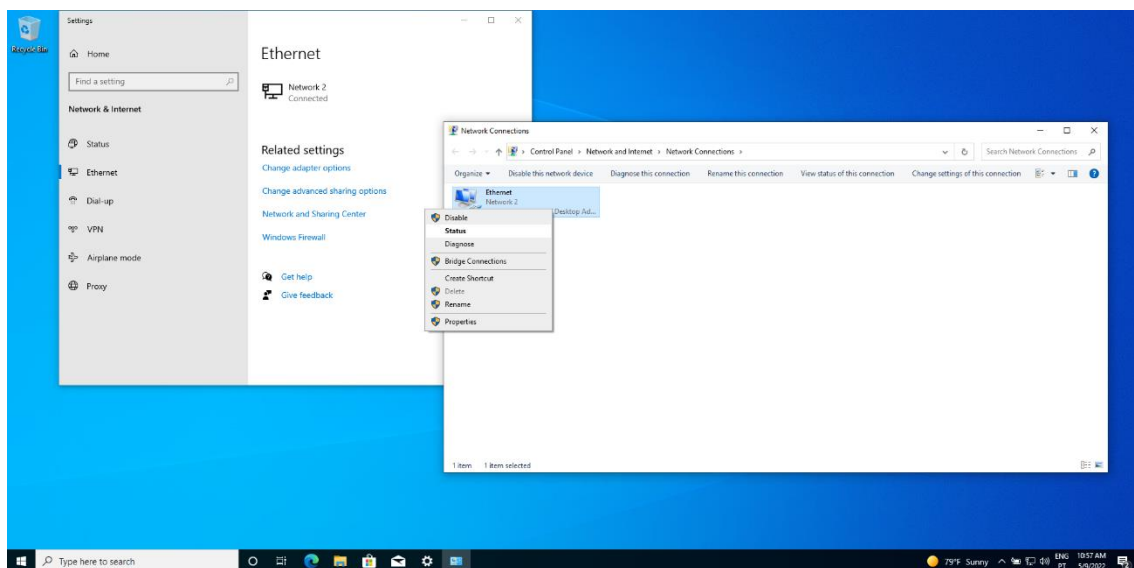 Recycle Bin
Settings
Home
Find a setting
Network & Internet
Status
Ethernet
Dial-up
VPN
Airplane mode
Proxy
Ethernet
Network 2
Connected
Related settings
Change adapter options
Change advanced sharing options
Network and Sharing Center
Windows Firewall
Get help
Give feedback
Network Connections
Control Panel › Network and Internet › Network Connections ›
Search Network Connections
Organize Disable this network device Diagnose this connection Rename this connection View status of this connection Change settings of this connection
Ethernet
Network 2
Desktop Ad...
Disable
Status
Diagnose
Bridge Connections
Create Shortcut
Delete
Rename
Properties
1 item 1 item selected
Type here to search
79°F Sunny
ENG
PT
10:57 AM
5/9/2022